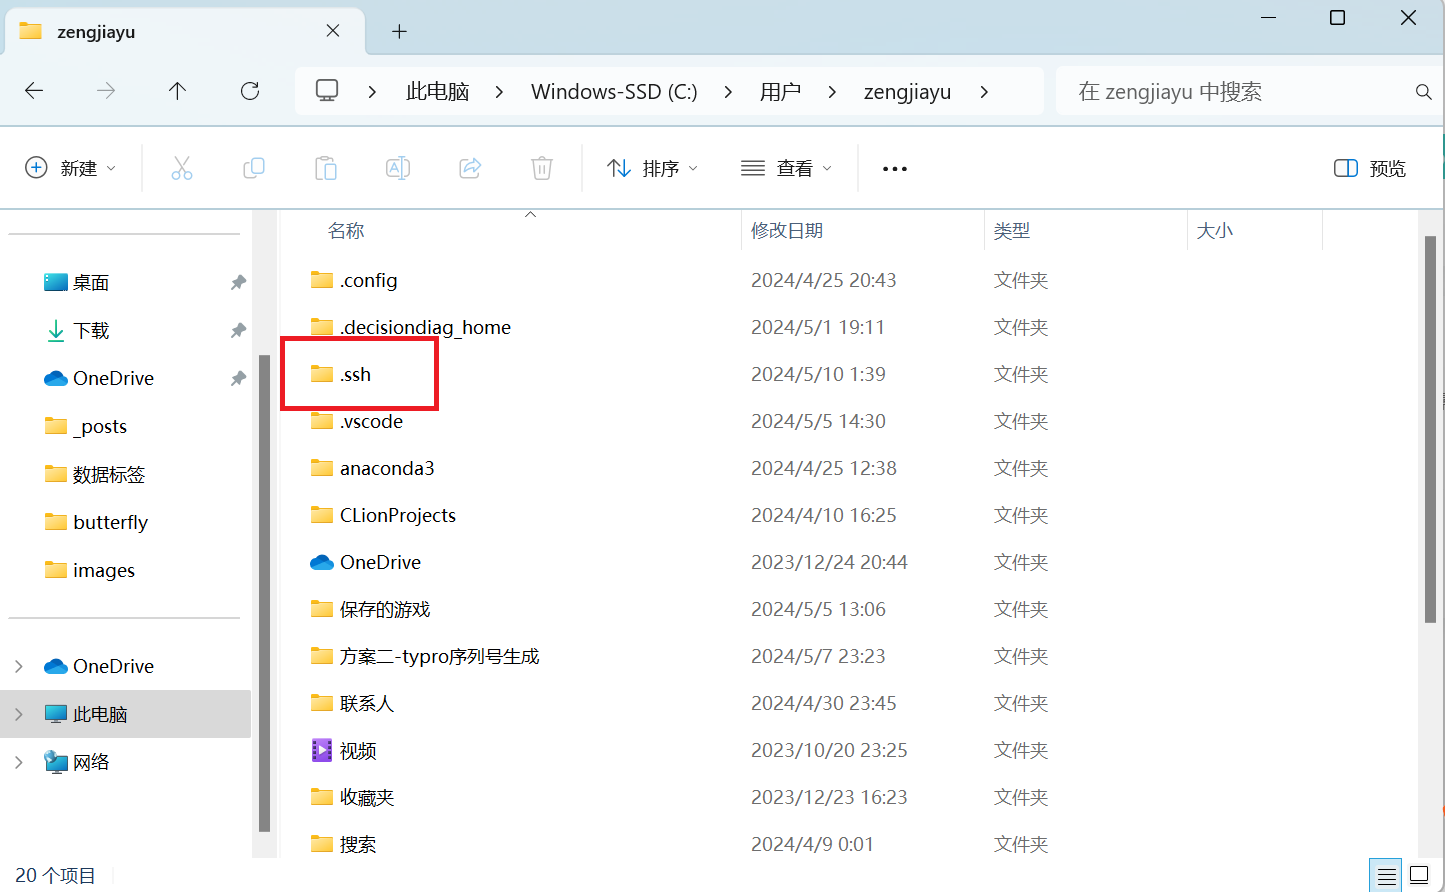 zengjiayu
此电脑 Windows-SSD (C:) 用户 zengjiayu
在 zengjiayu 中搜索
新建 排序 查看 预览
名称 修改日期 类型 大小
桌面
下载
OneDrive
_posts
数据标签
butterfly
images
OneDrive
此电脑
网络
.config 2024/4/25 20:43 文件夹
.decisiondiag_home 2024/5/1 19:11 文件夹
.ssh 2024/5/10 1:39 文件夹
.vscode 2024/5/5 14:30 文件夹
anaconda3 2024/4/25 12:38 文件夹
CLionProjects 2024/4/10 16:25 文件夹
OneDrive 2023/12/24 20:44 文件夹
保存的游戏 2024/5/5 13:06 文件夹
方案二-typro序列号生成 2024/5/7 23:23 文件夹
联系人 2024/4/30 23:45 文件夹
视频 2023/10/20 23:25 文件夹
收藏夹 2023/12/23 16:23 文件夹
搜索 2024/4/9 0:01 文件夹
20 个项目